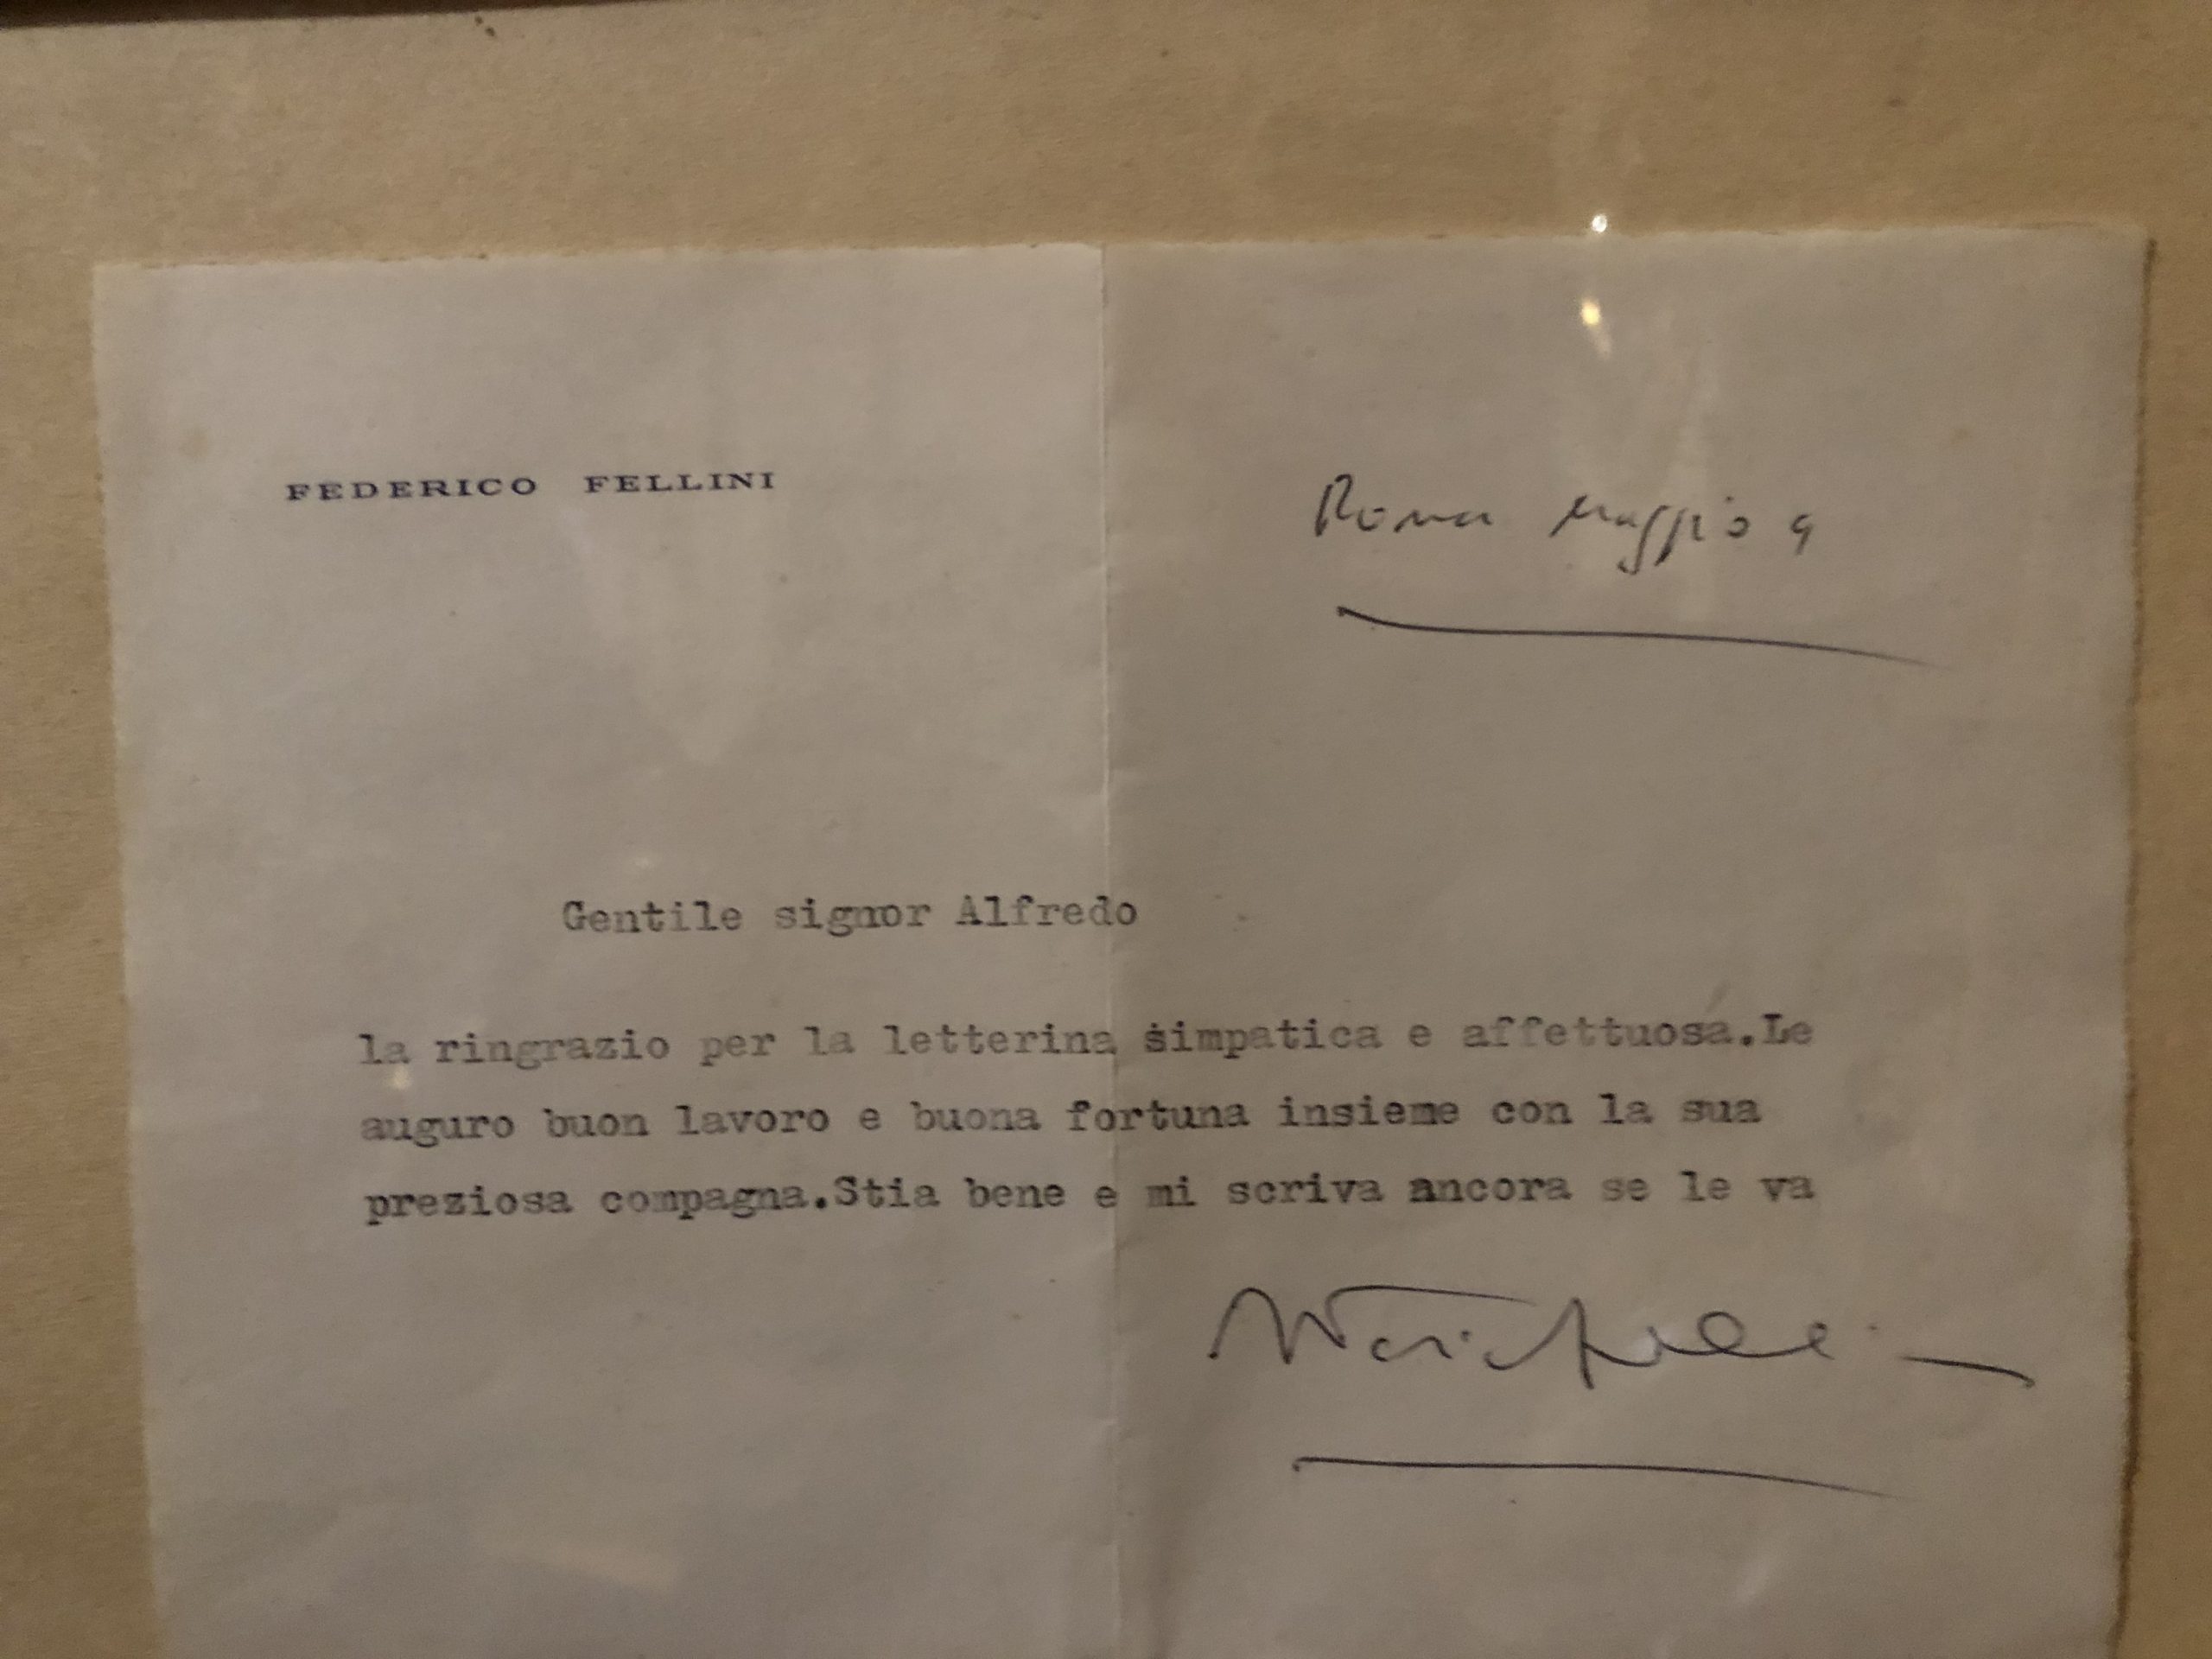 FEDERICO FELLINI
Roma maggio 9
Gentile signor Alfredo
la ringrazio per la letterina simpatica e affettuosa.Le
auguro buon lavoro e buona fortuna insieme con la sua
preziosa compagna.Stia bene e mi scriva ancora se le va